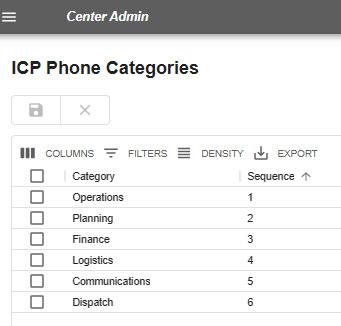 Center Admin
ICP Phone Categories
COLUMNS FILTERS DENSITY EXPORT
Category Sequence
Operations 1
Planning 2
Finance 3
Logistics 4
Communications 5
Dispatch 6